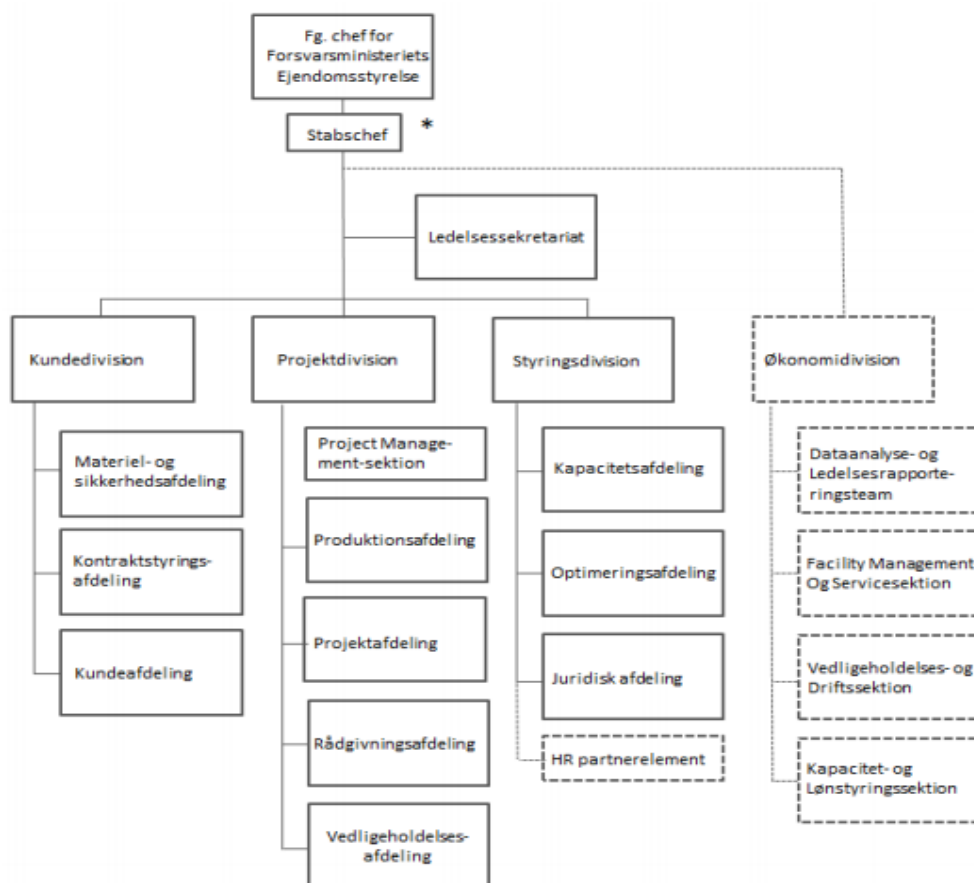 Fg. chef for
Forsvarsministeriets
Ejendomsstyrelse
Stabschef
*
Ledelsessekretariat
Kundedivision
Projektdivision
Styringsdivision
Økonomidivision
Materiel- og
sikkerhedsafdeling
Kontraktstyrings-
afdeling
Kundeafdeling
Project Manage-
ment-sektion
Produktionsafdeling
Projektafdeling
Rådgivningsafdeling
Vedligeholdelses-
afdeling
Kapacitetsafdeling
Optimeringsafdeling
Juridisk afdeling
HR partnerelement
Dataanalyse- og
Ledelsesrapporte-
ringsteam
Facility Management
Og Servicesektion
Vedligeholdelses- og
Driftssektion
Kapacitet- og
Lønstyringssektion